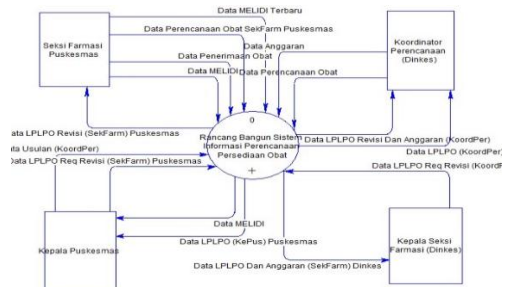 Data MELIDI Terbaru
Data Perencanaan Obat SekFarm Puskesmas
Data Anggaran
Seksi Farmasi
Puskesmas
Koordinator
Perencanaan
(Dinkes)
Data Penerimaan Obat
Data MELIDI
Data Perencanaan Obat
0
Rancang Bangun Sistem
Informasi Perencanaan
Persediaan Obat
+
ata LPLPO Revisi (SekFarm) Puskesmas
Data LPLPO Revisi Dan Anggaran (KoordPer)
ta Usulan (KoordPer)
Data LPLPO (KoordPer)
Data LPLPO Req Revisi (SekFarm) Puskesmas
Data LPLPO Req Revisi (KoordP
Data MELIDI
Data LPLPO (KePus) Puskesmas
Kepala Puskesmas
Kepala Seksi
Farmasi (Dinkes)
Data LPLPO Dan Anggaran (SekFarm) Dinkes